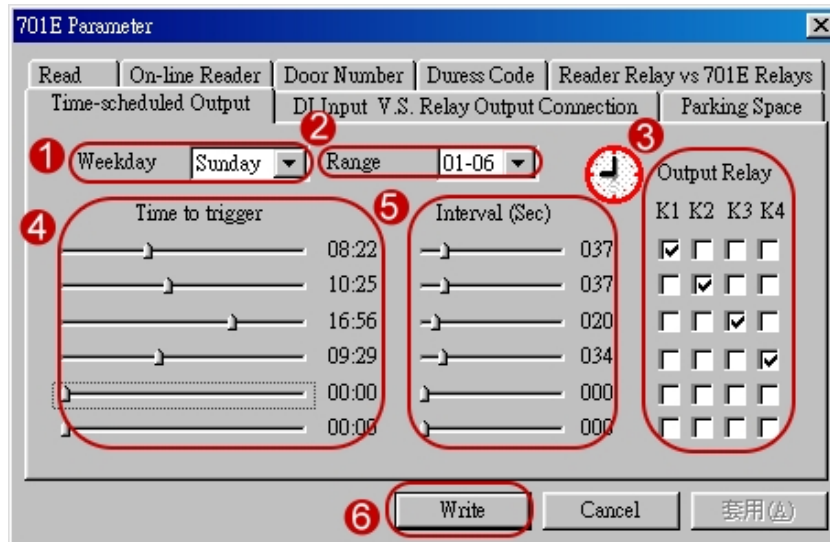 701E Parameter
Read On-line Reader Door Number Duress Code Reader Relay vs 701E Relays
Time-scheduled Output DI Input V.S. Relay Output Connection Parking Space
1 Weekday Sunday 2 Range 01-06 3 Output Relay
4 Time to trigger 5 Interval (Sec) K1 K2 K3 K4
08:22 037
10:25 037
16:56 020
09:29 034
00:00 000
00:00 000
6 Write Cancel 套用(A)